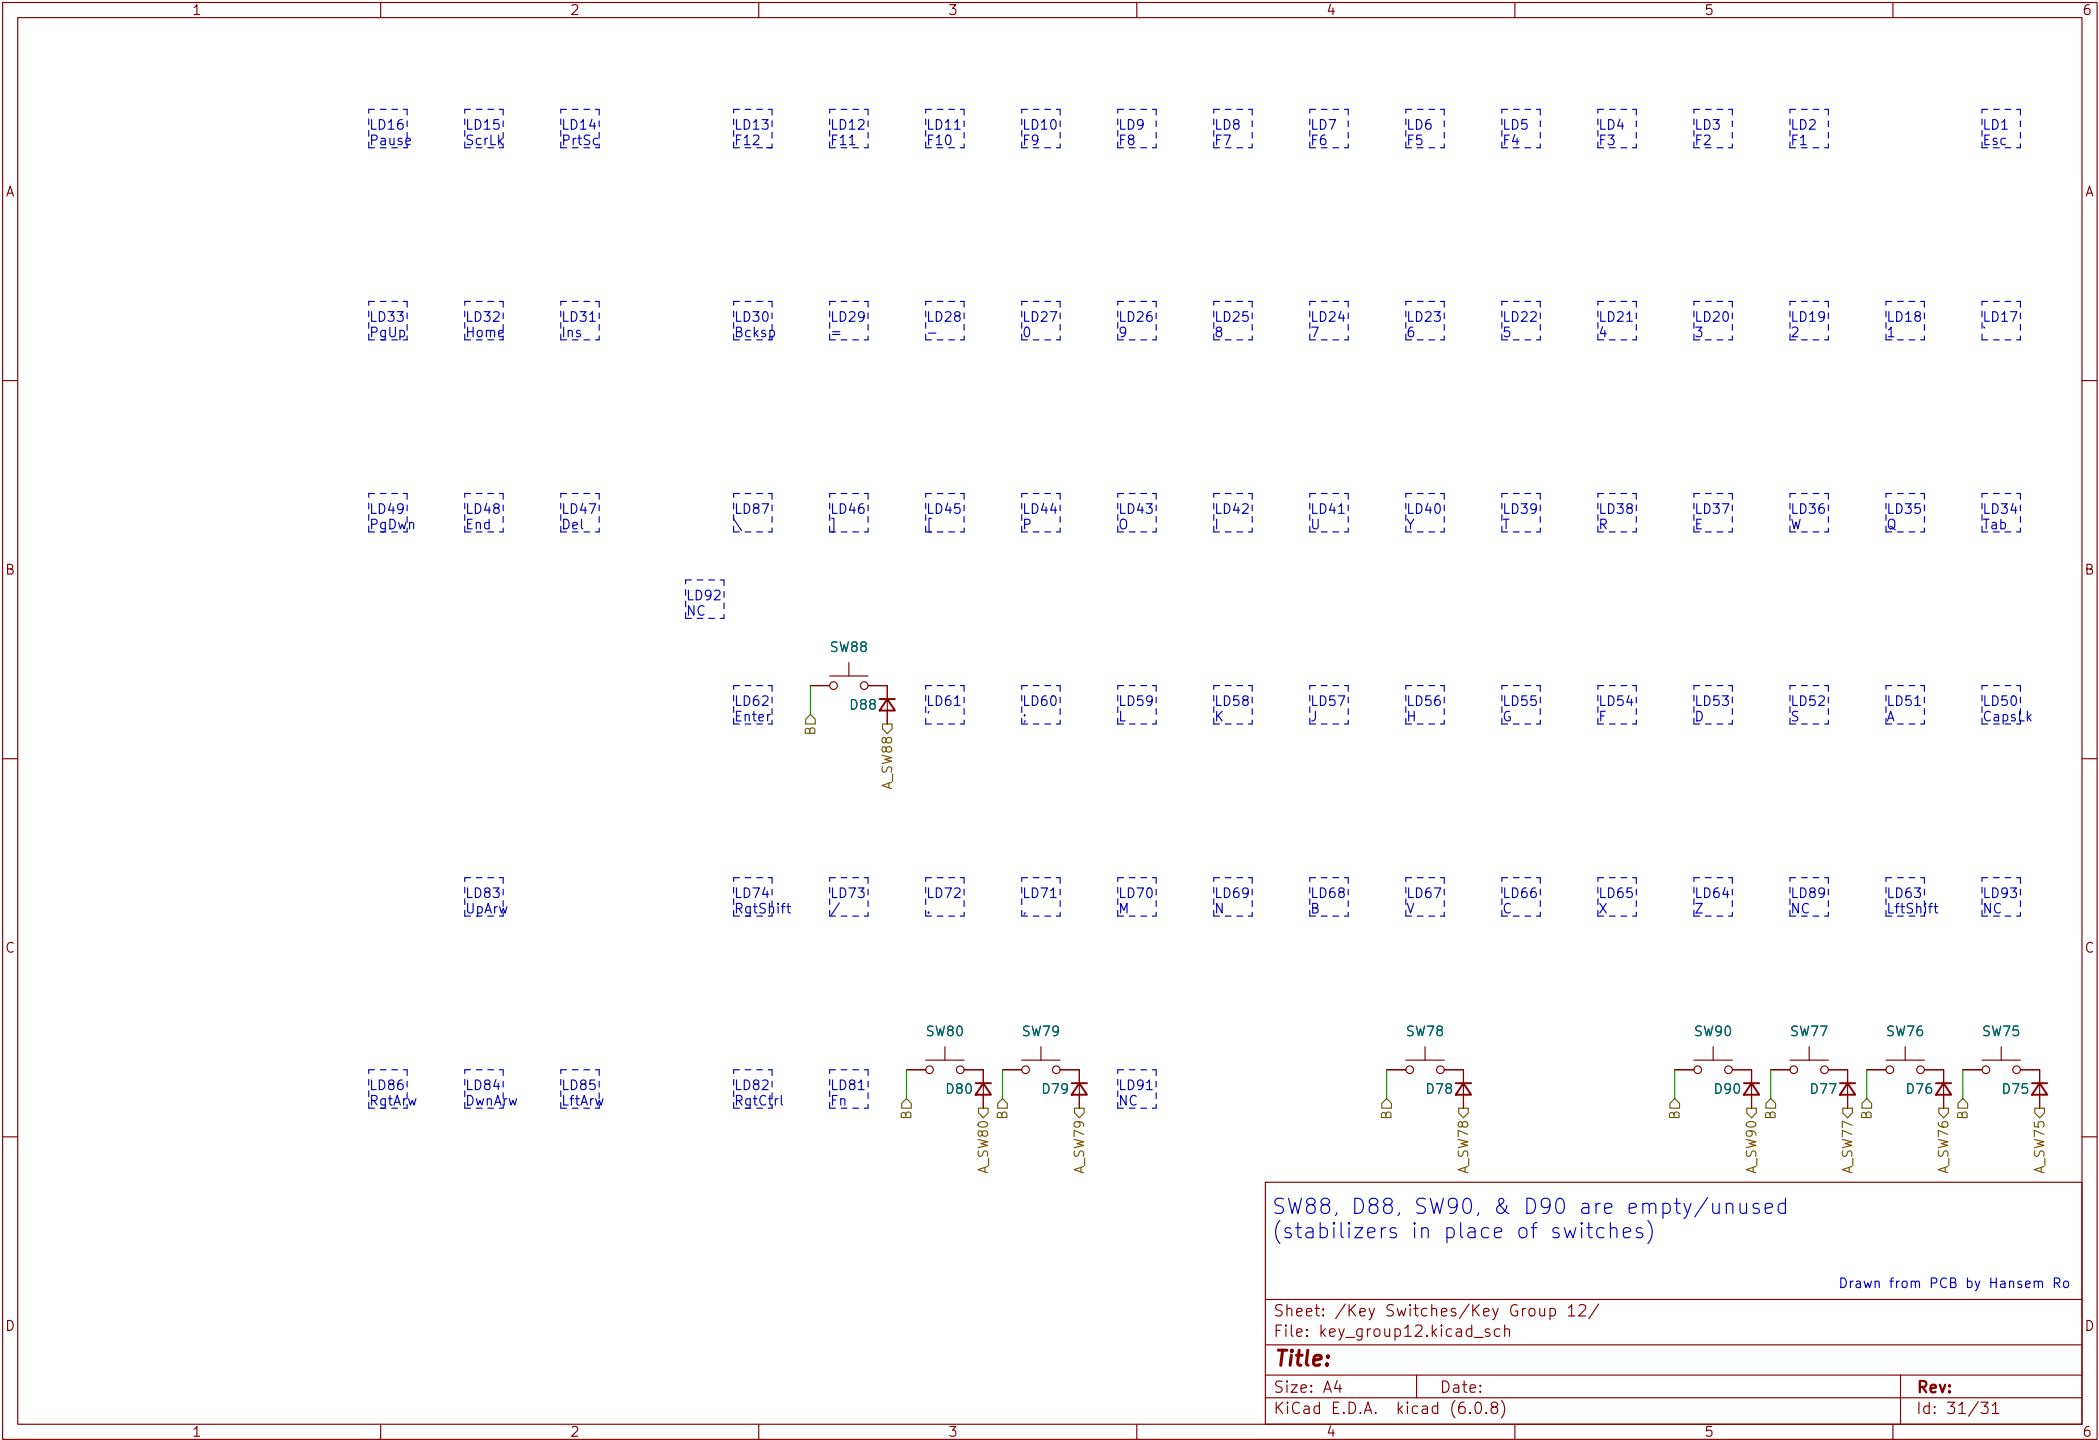 1 2 3 4 5 6
LD16 LD15 LD14 LD13 LD12 LD11 LD10 LD9 LD8 LD7 LD6 LD5 LD4 LD3 LD2 LD1
Pause ScrLk PrtSc F12 F11 F10 F9 F8 F7 F6 F5 F4 F3 F2 F1 Esc
A A
LD33 LD32 LD31 LD30 LD29 LD28 LD27 LD26 LD25 LD24 LD23 LD22 LD21 LD20 LD19 LD18 LD17
PgUp Home Ins Bcksp = - 0 9 8 7 6 5 4 3 2 1 `
LD49 LD48 LD47 LD87 LD46 LD45 LD44 LD43 LD42 LD41 LD40 LD39 LD38 LD37 LD36 LD35 LD34
PgDwn End Del \ ] [ P O I U Y T R E W Q Tab
B B
LD92
NC
SW88
LD62 D88 LD61 LD60 LD59 LD58 LD57 LD56 LD55 LD54 LD53 LD52 LD51 LD50
Enter ' ; L K J H G F D S A CapsLk
B A_SW88
LD83 LD74 LD73 LD72 LD71 LD70 LD69 LD68 LD67 LD66 LD65 LD64 LD89 LD63 LD93
UpArw RgtShift / . , M N B V C X Z NC LftShift NC
C C
SW80 SW79 SW78 SW90 SW77 SW76 SW75
LD86 LD84 LD85 LD82 LD81 D80 D79 LD91 D78 D90 D77 D76 D75
RgtArw DwnArw LftArw RgtCtrl Fn NC
B A_SW80 B A_SW79 B A_SW78 B A_SW90 B A_SW77 B A_SW76 B A_SW75
SW88, D88, SW90, & D90 are empty/unused
(stabilizers in place of switches)
Drawn from PCB by Hansem Ro
Sheet: /Key Switches/Key Group 12/
File: key_group12.kicad_sch
D D
Title:
Size: A4 Date: Rev:
KiCad E.D.A. kicad (6.0.8) Id: 31/31
1 2 3 4 5 6